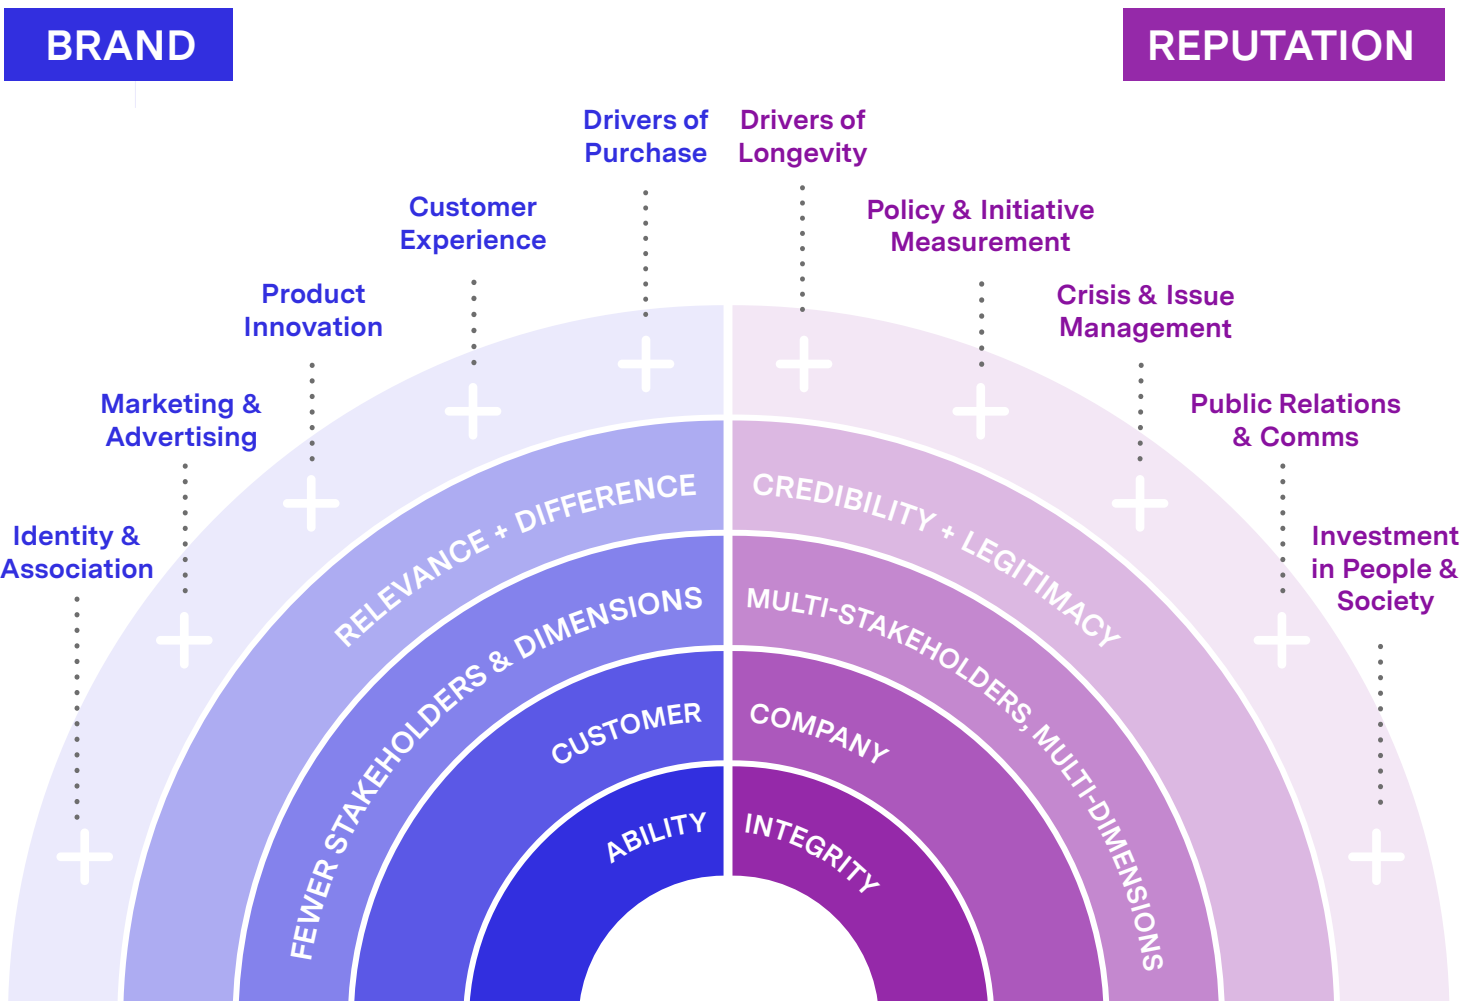 BRAND
REPUTATION
Drivers of
Purchase
Drivers of
Longevity
Customer
Experience
Policy & Initiative
Measurement
Product
Innovation
Crisis & Issue
Management
Marketing &
Advertising
Public Relations
& Comms
Identity &
Association
Investment
in People &
Society
RELEVANCE + DIFFERENCE
CREDIBILITY + LEGITIMACY
FEWER STAKEHOLDERS & DIMENSIONS
MULTI-STAKEHOLDERS, MULTI-DIMENSIONS
CUSTOMER
COMPANY
ABILITY
INTEGRITY